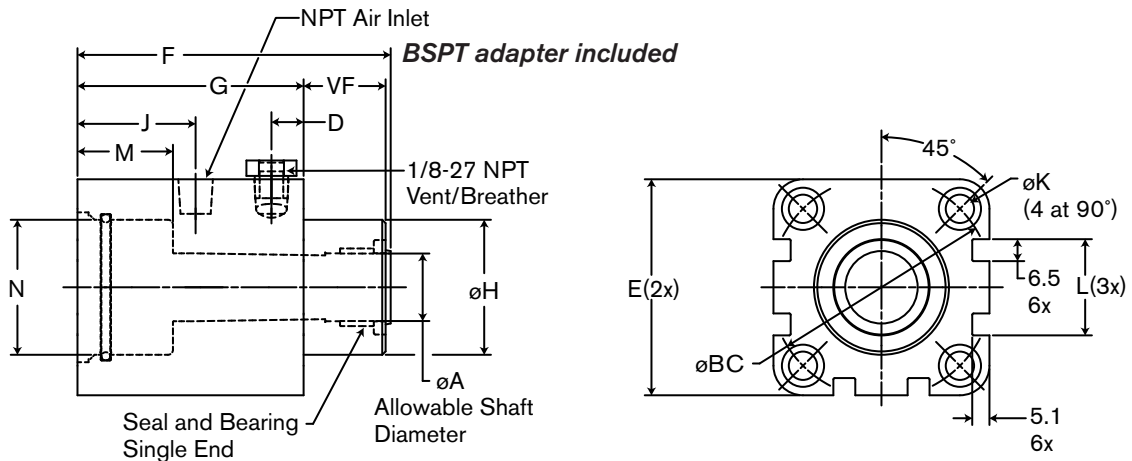 NPT Air Inlet
F
BSPT adapter included
G
VF
J
D
M
1/8-27 NPT
Vent/Breather
N
øH
øA
Allowable Shaft
Diameter
Seal and Bearing
Single End
45°
øK
(4 at 90°)
E(2x)
6.5
6x
L(3x)
øBC
5.1
6x